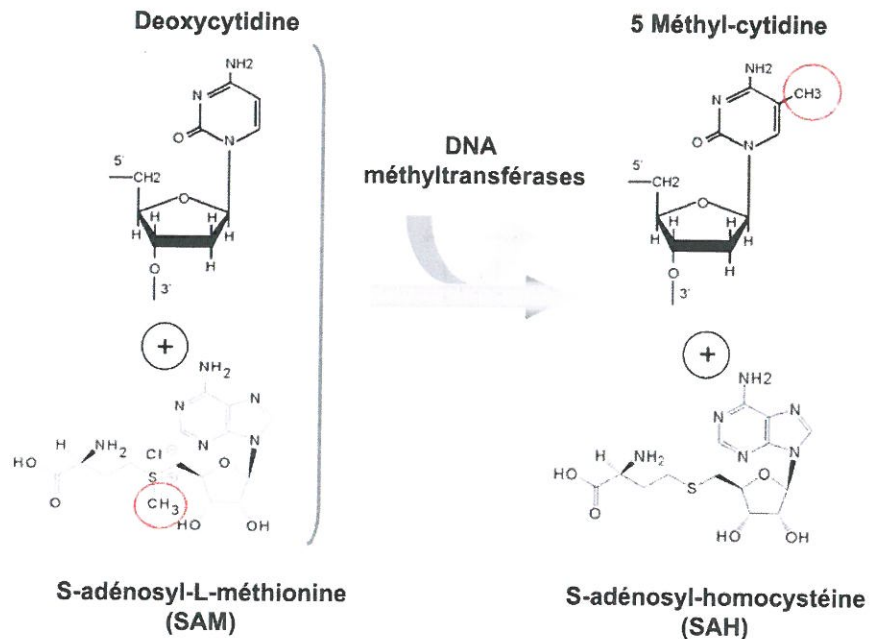 Deoxycytidine
5 Méthyl-cytidine
NH2
N
O
N
5´
CH2
O
H
H
H
H
O
3´
DNA
méthyltransférases
NH2
CH3
N
O
N
5´
CH2
O
H
H
H
H
O
3´
+
+
NH2
N
N
N
N
H
NH2
HO
O
Cl
S
CH3
O
HO
OH
NH2
N
N
N
N
H
NH2
HO
O
S
O
HO
OH
S-adénosyl-L-méthionine
(SAM)
S-adénosyl-homocystéine
(SAH)